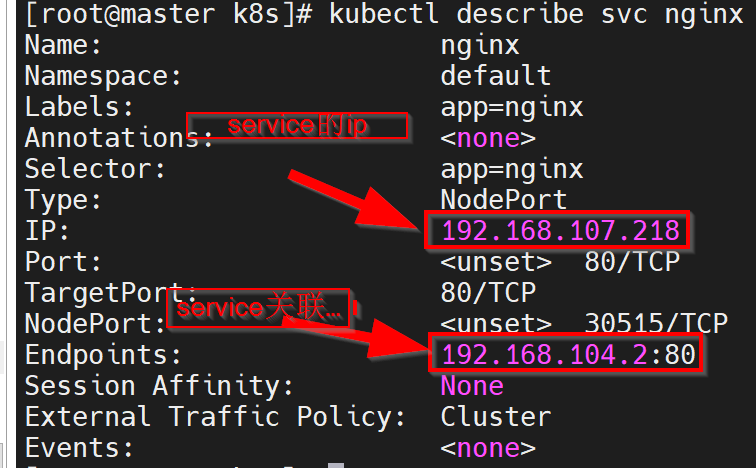 [root@master k8s]# kubectl describe svc nginx
Name: nginx
Namespace: default
Labels: app=nginx
service的ip
Annotations: <none>
Selector: app=nginx
Type: NodePort
IP: 192.168.107.218
Port: <unset> 80/TCP
TargetPort: 80/TCP
service关联...
NodePort: <unset> 30515/TCP
Endpoints: 192.168.104.2:80
Session Affinity: None
External Traffic Policy: Cluster
Events: <none>